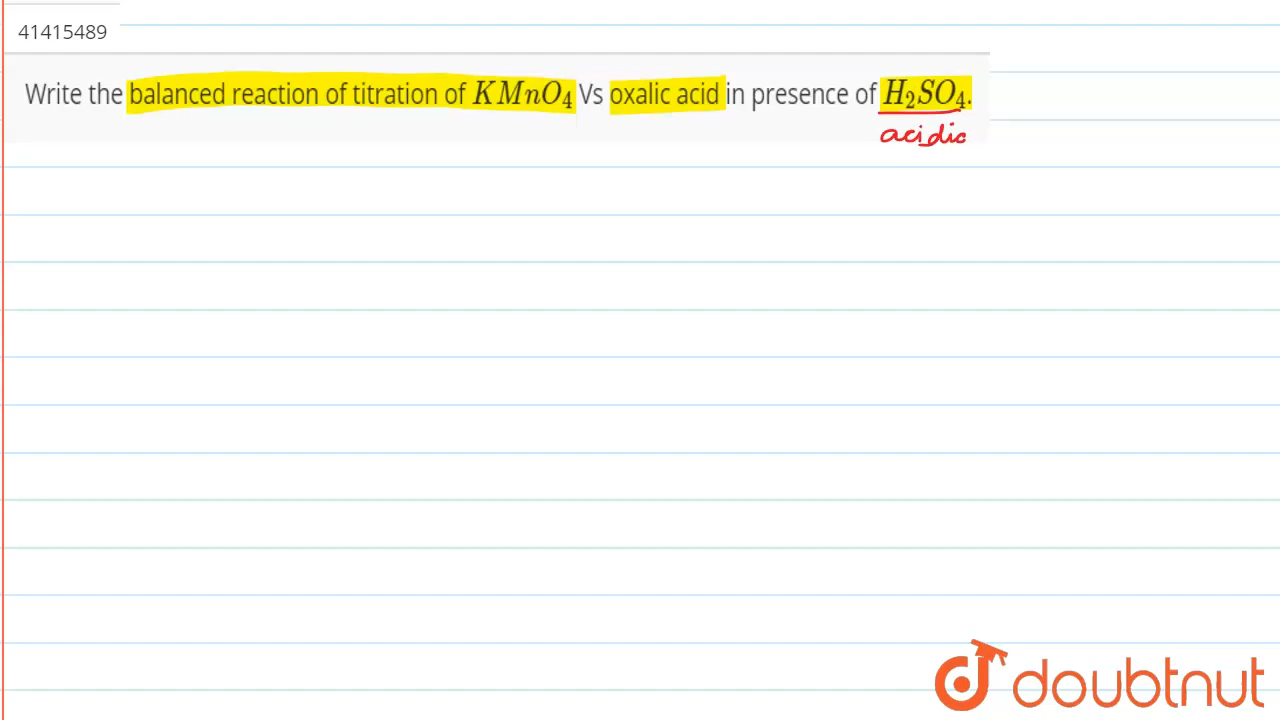 41415489
Write the balanced reaction of titration of KMnO₄ Vs oxalic acid in presence of H₂SO₄.
acidic
doubtnut